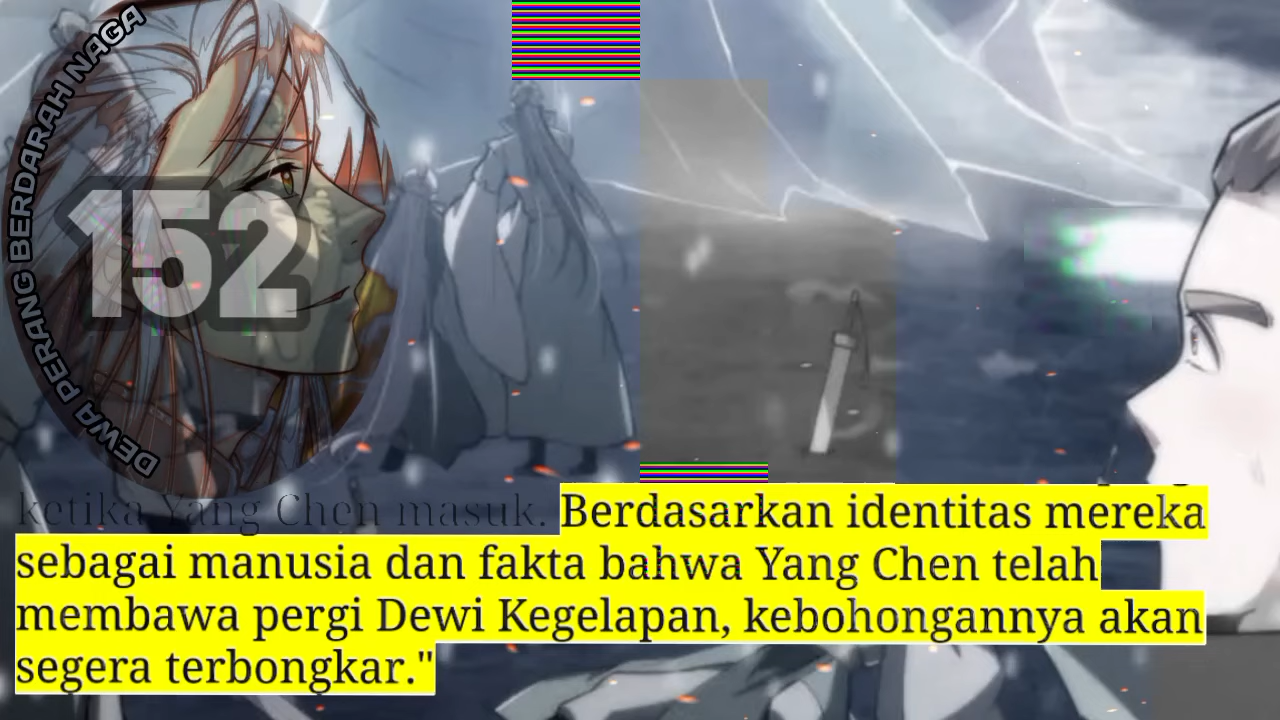 DEWA PERANG BERDARAH NAGA
152
ketika Yang Chen masuk. Berdasarkan identitas mereka
sebagai manusia dan fakta bahwa Yang Chen telah
membawa pergi Dewi Kegelapan, kebohongannya akan
segera terbongkar."